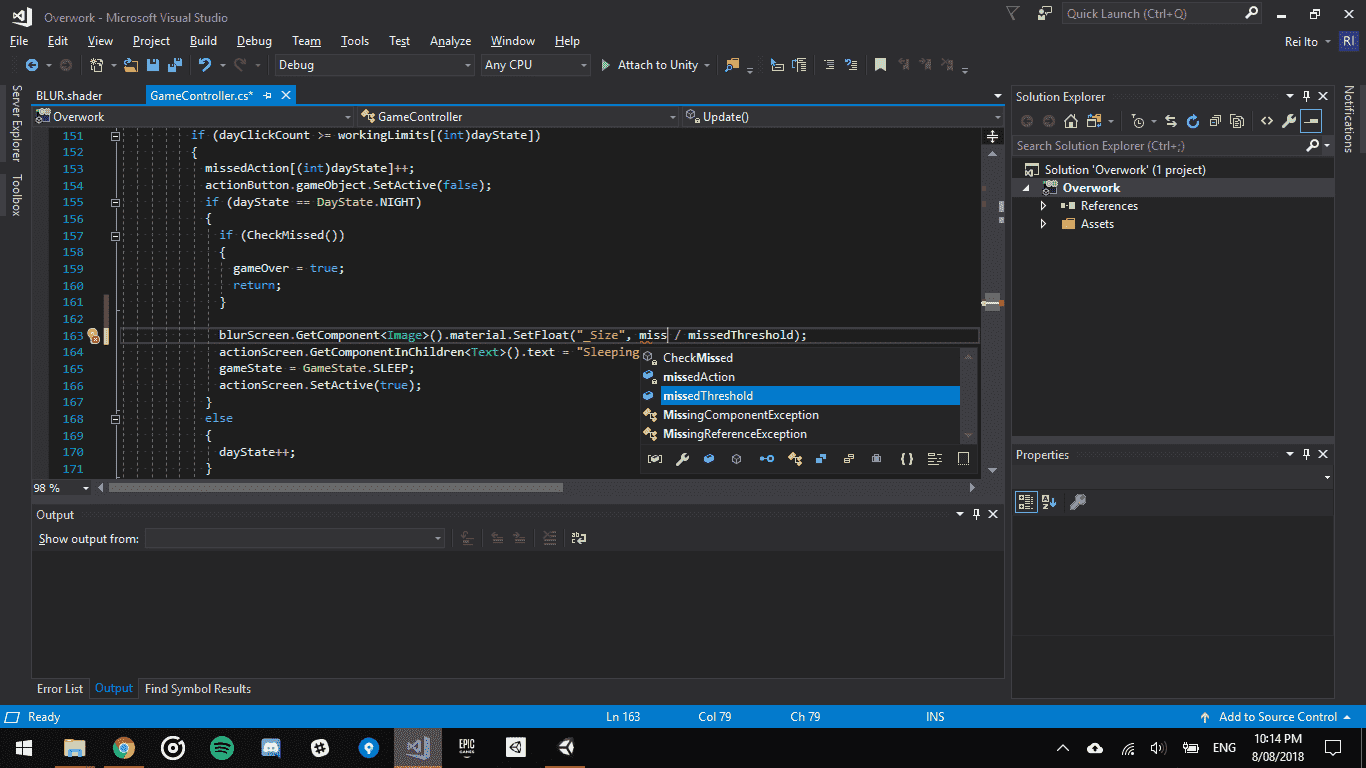 Overwork - Microsoft Visual Studio
Quick Launch (Ctrl+Q)
File Edit View Project Build Debug Team Tools Test Analyze Window Help
Rei Ito RI
Debug Any CPU Attach to Unity
Server Explorer
Toolbox
BLUR.shader GameController.cs*
Overwork GameController Update()
151 if (dayClickCount >= workingLimits[(int)dayState])
152 {
153 missedAction[(int)dayState]++;
154 actionButton.gameObject.SetActive(false);
155 if (dayState == DayState.NIGHT)
156 {
157 if (CheckMissed())
158 {
159 gameOver = true;
160 return;
161 }
162
163 blurScreen.GetComponent<Image>().material.SetFloat("_Size", miss / missedThreshold);
164 actionScreen.GetComponentInChildren<Text>().text = "Sleeping
165 gameState = GameState.SLEEP;
166 actionScreen.SetActive(true);
167 }
168 else
169 {
170 dayState++;
171 }
CheckMissed
missedAction
missedThreshold
MissingComponentException
MissingReferenceException
98 %
Output
Show output from:
Error List Output Find Symbol Results
Solution Explorer
Search Solution Explorer (Ctrl+;)
Solution 'Overwork' (1 project)
Overwork
References
Assets
Properties
Notifications
Ready Ln 163 Col 79 Ch 79 INS Add to Source Control
EPIC
GAMES
ENG
10:14 PM
8/08/2018